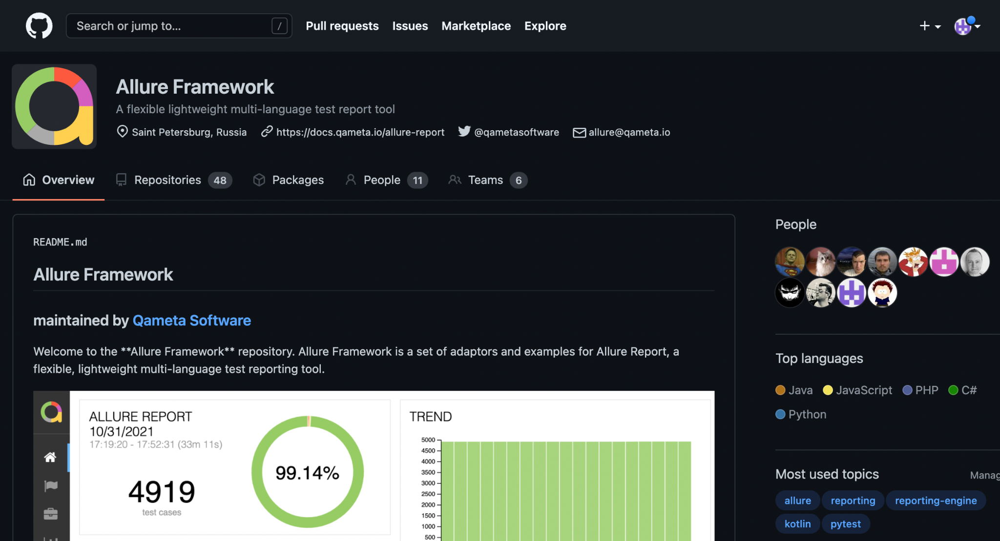 Search or jump to... /
Pull requests Issues Marketplace Explore
Allure Framework
A flexible lightweight multi-language test report tool
Saint Petersburg, Russia https://docs.qameta.io/allure-report @qametasoftware allure@qameta.io
Overview Repositories 48 Packages People 11 Teams 6
README.md
Allure Framework
maintained by Qameta Software
Welcome to the **Allure Framework** repository. Allure Framework is a set of adaptors and examples for Allure Report, a
flexible, lightweight multi-language test reporting tool.
ALLURE REPORT
10/31/2021
17:19:20 - 17:52:31 (33m 11s)
4919
test cases
99.14%
TREND
5000
4500
4000
3500
3000
2500
2000
1500
1000
500
People
Top languages
Java JavaScript PHP C#
Python
Most used topics Manag
allure reporting reporting-engine
kotlin pytest